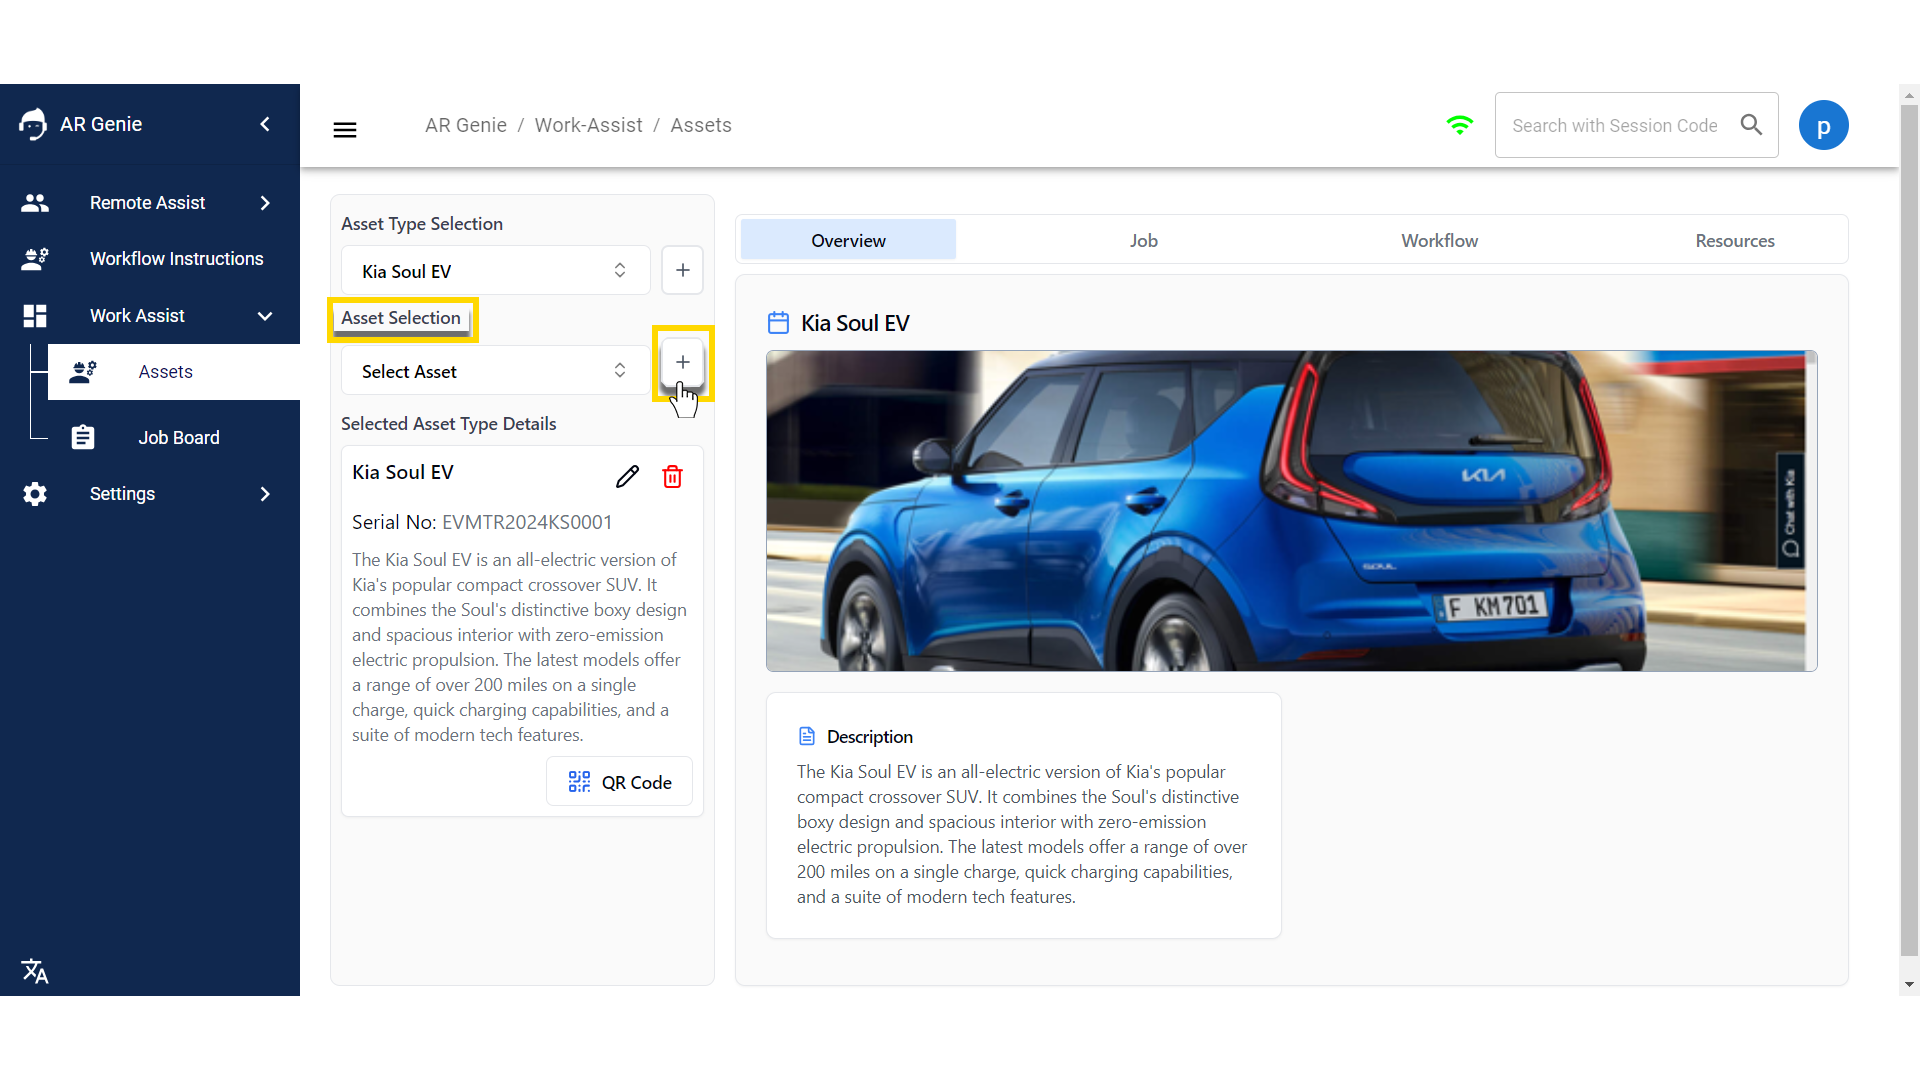 AR Genie
Remote Assist
Workflow Instructions
Work Assist
Assets
Job Board
Settings
AR Genie / Work-Assist / Assets
Search with Session Code
p
Asset Type Selection
Kia Soul EV
Asset Selection
Select Asset
Selected Asset Type Details
Kia Soul EV
Serial No: EVMTR2024KS0001
The Kia Soul EV is an all-electric version of
Kia's popular compact crossover SUV. It
combines the Soul's distinctive boxy design
and spacious interior with zero-emission
electric propulsion. The latest models offer
a range of over 200 miles on a single
charge, quick charging capabilities, and a
suite of modern tech features.
QR Code
Overview
Job
Workflow
Resources
Kia Soul EV
KIA
SOUL
F KM701
Chat with Kia
Description
The Kia Soul EV is an all-electric version of Kia's popular
compact crossover SUV. It combines the Soul's distinctive
boxy design and spacious interior with zero-emission
electric propulsion. The latest models offer a range of over
200 miles on a single charge, quick charging capabilities,
and a suite of modern tech features.